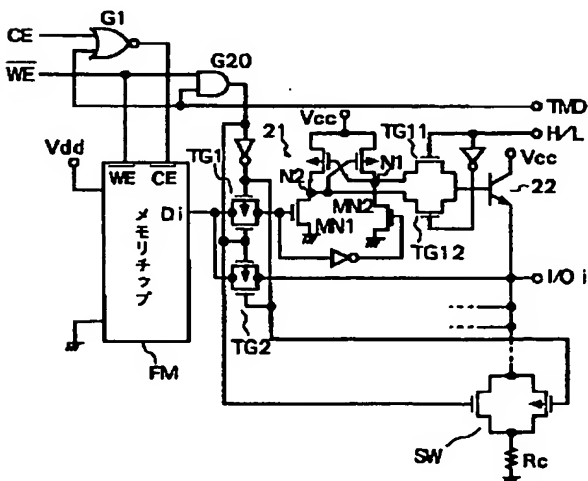 G1
CE
G20
WE
TMD
Vcc
H/L
TG11
21
Vdd
TG1
Vcc
N2
N1
22
WE
CE
MN2
MN1
Di
TG12
メモリチップ
I/Oi
TG2
FM
SW
Rc